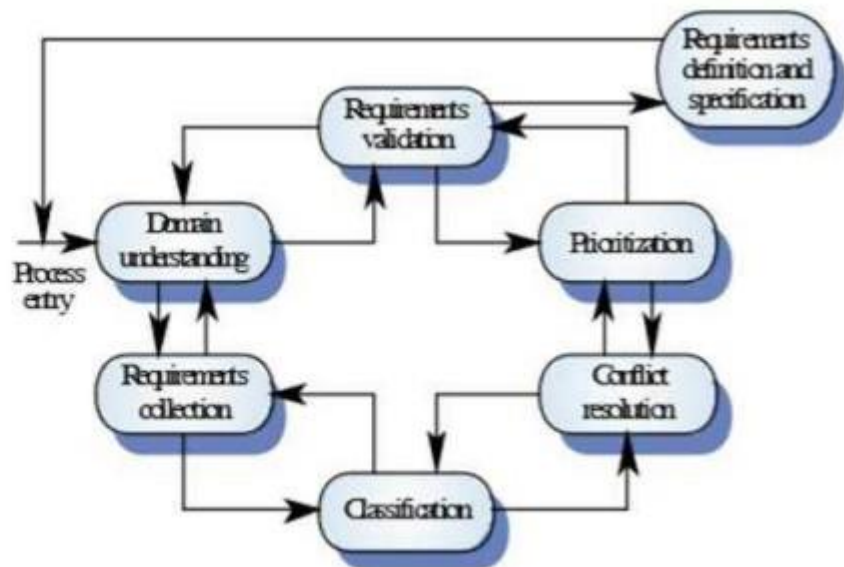 Requirements
definition and
specification
Requirements
validation
Domain
understanding
Prioritization
Process
entry
Requirements
collection
Conflict
resolution
Classification